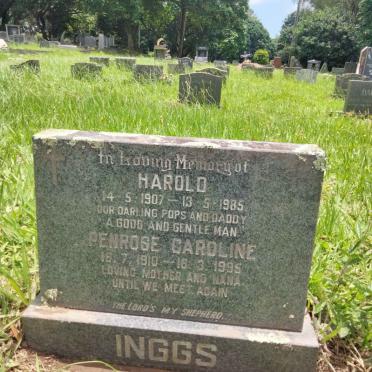 In Loving Memory of
HAROLD
14·5·1907 – 13·5·1985
OUR DARLING POPS AND DADDY
A GOOD AND GENTLE MAN
PENROSE CAROLINE
16·7·1910 – 16·3·1995
LOVING MOTHER AND NANA
UNTIL WE MEET AGAIN
THE LORD'S MY SHEPHERD.
INGGS